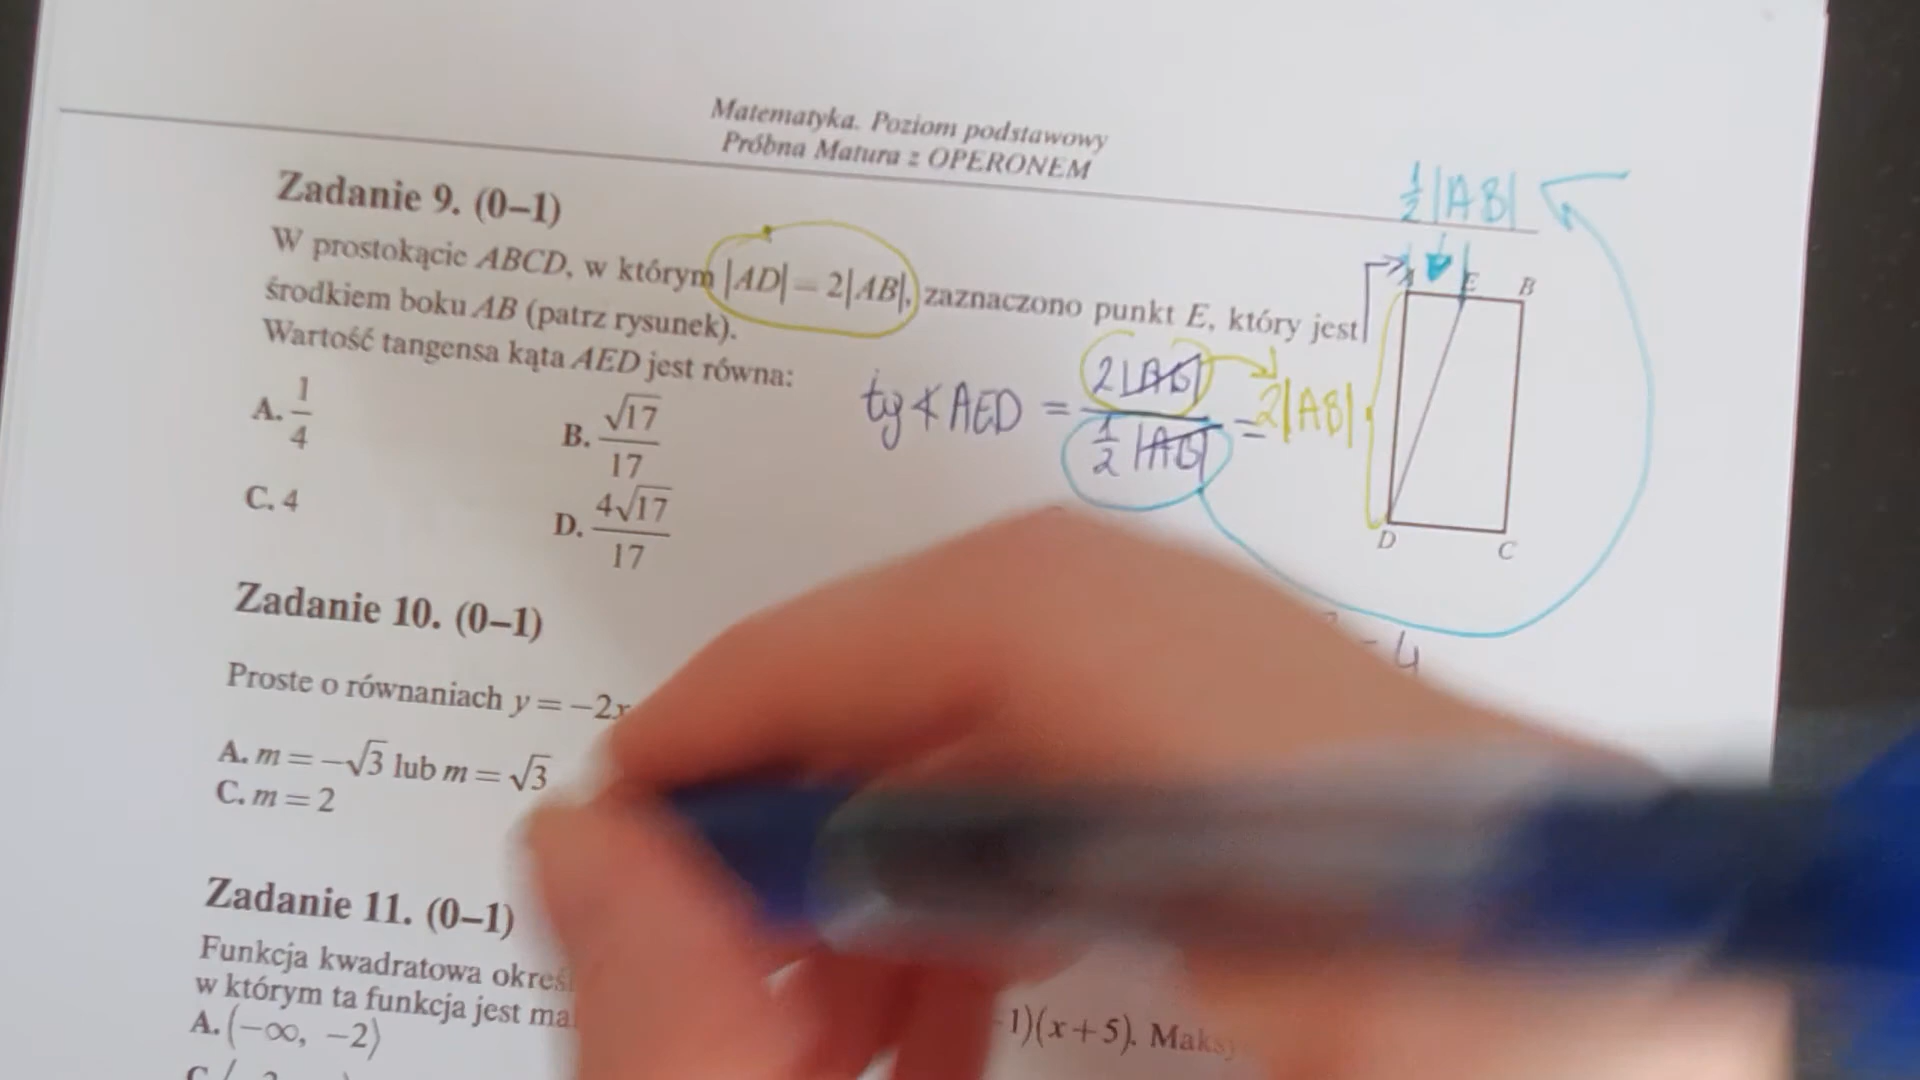 Matematyka. Poziom podstawowy
Próbna Matura z OPERONEM
Zadanie 9. (0–1)
W prostokącie ABCD, w którym |AD| = 2|AB|, zaznaczono punkt E, który jest
środkiem boku AB (patrz rysunek).
Wartość tangensa kąta AED jest równa:
A. 1/4
B. √17/17
C. 4
D. 4√17/17
½|AB|
A E B
tg∢AED = 2|AB| / ½|AB| =
2|AB|
D C
= 4
Zadanie 10. (0–1)
Proste o równaniach y = −2x
A. m = −√3 lub m = √3
C. m = 2
Zadanie 11. (0–1)
Funkcja kwadratowa
1)(x+5).
w którym ta funkcja jest
A. (−∞, −2⟩